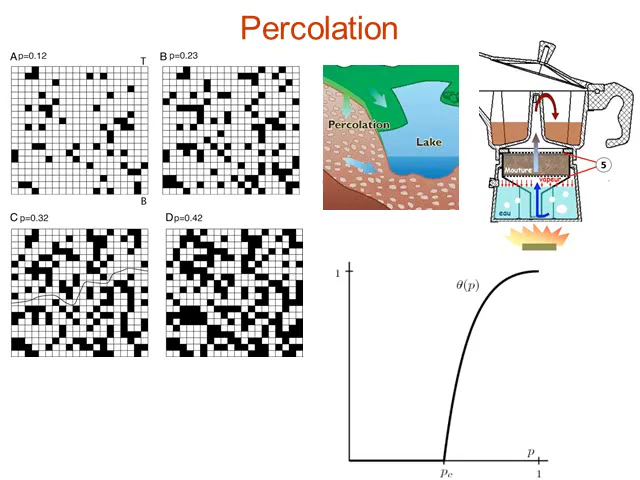 Percolation
A p=0.12
T
B p=0.23
B
C p=0.32
D p=0.42
Percolation
Lake
Mouture
vapeur
eau
5
1
θ(p)
p
p_c
1